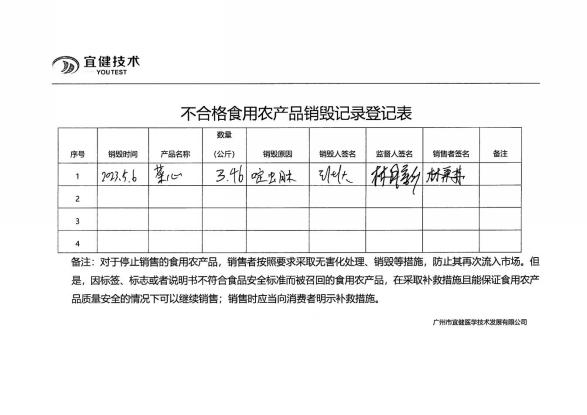 宜健技术
YOUTEST
不合格食用农产品销毁记录登记表
序号 销毁时间 产品名称 数量（公斤） 销毁原因 销毁人签名 监督人签名 销售者签名 备注
1 2023.5.6 菜心 3.46 啶虫脒
2
3
4
备注：对于停止销售的食用农产品，销售者按照要求采取无害化处理、销毁等措施，防止其再次流入市场。但
是，因标签、标志或者说明书不符合食品安全标准而被召回的食用农产品，在采取补救措施且能保证食用农产
品质量安全的情况下可以继续销售；销售时应当向消费者明示补救措施。
广州市宜健医学技术发展有限公司